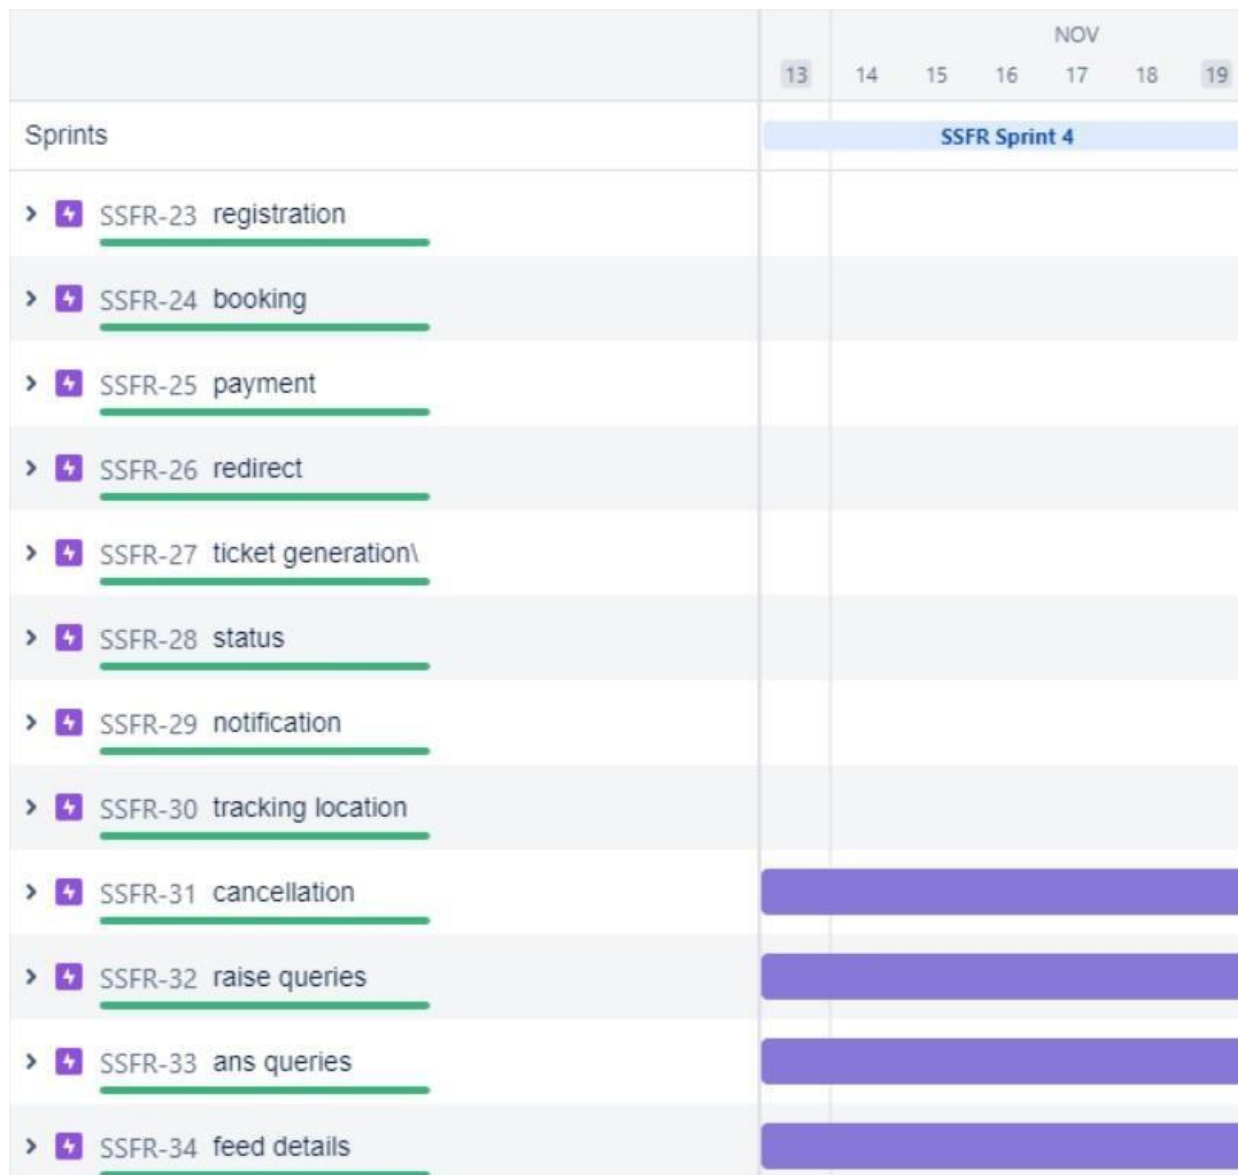 NOV
13 14 15 16 17 18 19
Sprints SSFR Sprint 4
SSFR-23 registration
SSFR-24 booking
SSFR-25 payment
SSFR-26 redirect
SSFR-27 ticket generation\
SSFR-28 status
SSFR-29 notification
SSFR-30 tracking location
SSFR-31 cancellation
SSFR-32 raise queries
SSFR-33 ans queries
SSFR-34 feed details